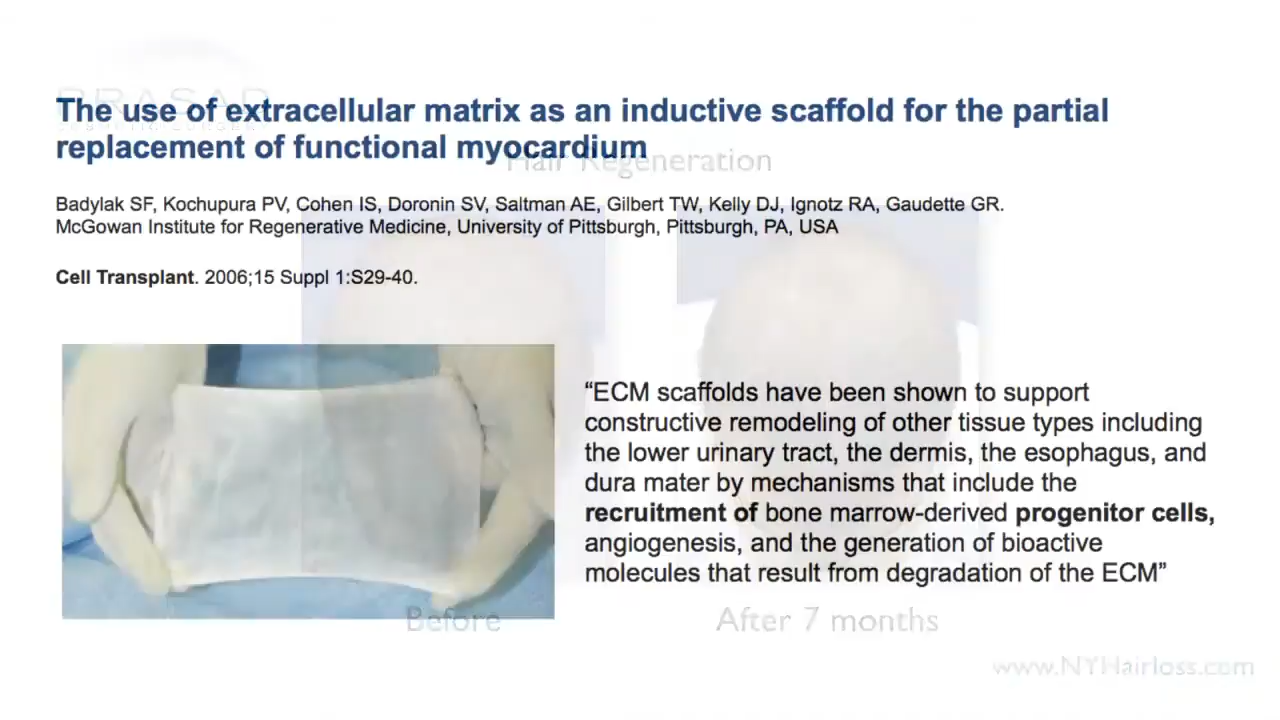 PRASAD
The use of extracellular matrix as an inductive scaffold for the partial
replacement of functional myocardium
Hair Regeneration
Badylak SF, Kochupura PV, Cohen IS, Doronin SV, Saltman AE, Gilbert TW, Kelly DJ, Ignotz RA, Gaudette GR.
McGowan Institute for Regenerative Medicine, University of Pittsburgh, Pittsburgh, PA, USA
Cell Transplant. 2006;15 Suppl 1:S29-40.
“ECM scaffolds have been shown to support
constructive remodeling of other tissue types including
the lower urinary tract, the dermis, the esophagus, and
dura mater by mechanisms that include the
recruitment of bone marrow-derived progenitor cells,
angiogenesis, and the generation of bioactive
molecules that result from degradation of the ECM”
Before
After 7 months
www.NYHairloss.com